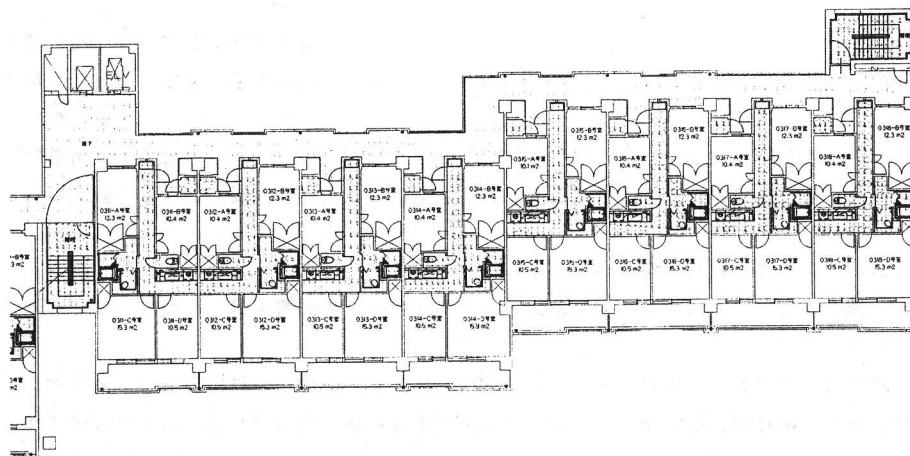 ELV
廊下
階段
0315-B号室
12.3 m2
0316-B号室
12.3 m2
0317-B号室
12.3 m2
0318-B号室
12.3 m2
0315-A号室
10.1 m2
0316-A号室
10.4 m2
0317-A号室
10.4 m2
0318-A号室
10.4 m2
0311-A号室
12.3 m2
0311-B号室
10.4 m2
0312-A号室
10.4 m2
0312-B号室
12.3 m2
0313-A号室
10.4 m2
0313-B号室
12.3 m2
0314-A号室
10.4 m2
0314-B号室
12.3 m2
階段
0315-C号室
10.5 m2
0315-D号室
15.3 m2
0316-C号室
10.5 m2
0316-D号室
15.3 m2
0317-C号室
10.5 m2
0317-D号室
15.3 m2
0318-C号室
10.5 m2
0318-D号室
15.3 m2
0311-C号室
15.3 m2
0311-D号室
10.5 m2
0312-C号室
10.5 m2
0312-D号室
15.3 m2
0313-C号室
10.5 m2
0313-D号室
15.3 m2
0314-C号室
10.5 m2
0314-D号室
15.9 m2